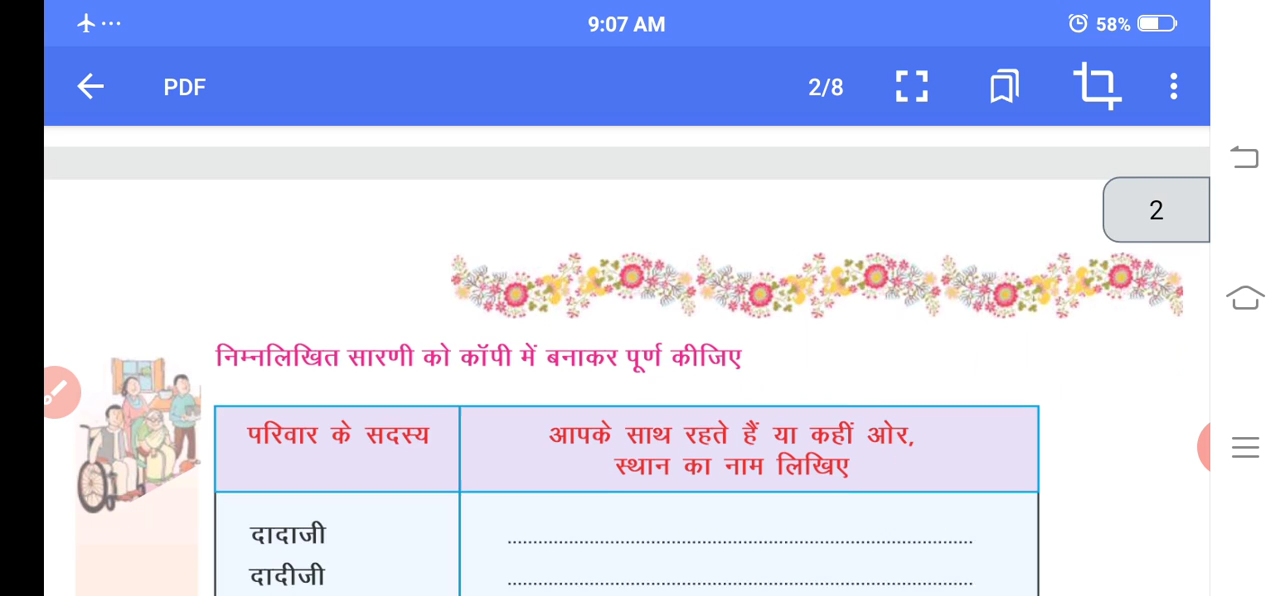 9:07 AM
58%
PDF
2/8
2
निम्नलिखित सारणी को कॉपी में बनाकर पूर्ण कीजिए
परिवार के सदस्य
आपके साथ रहते हैं या कहीं ओर,
स्थान का नाम लिखिए
दादाजी ........................................
दादीजी ........................................